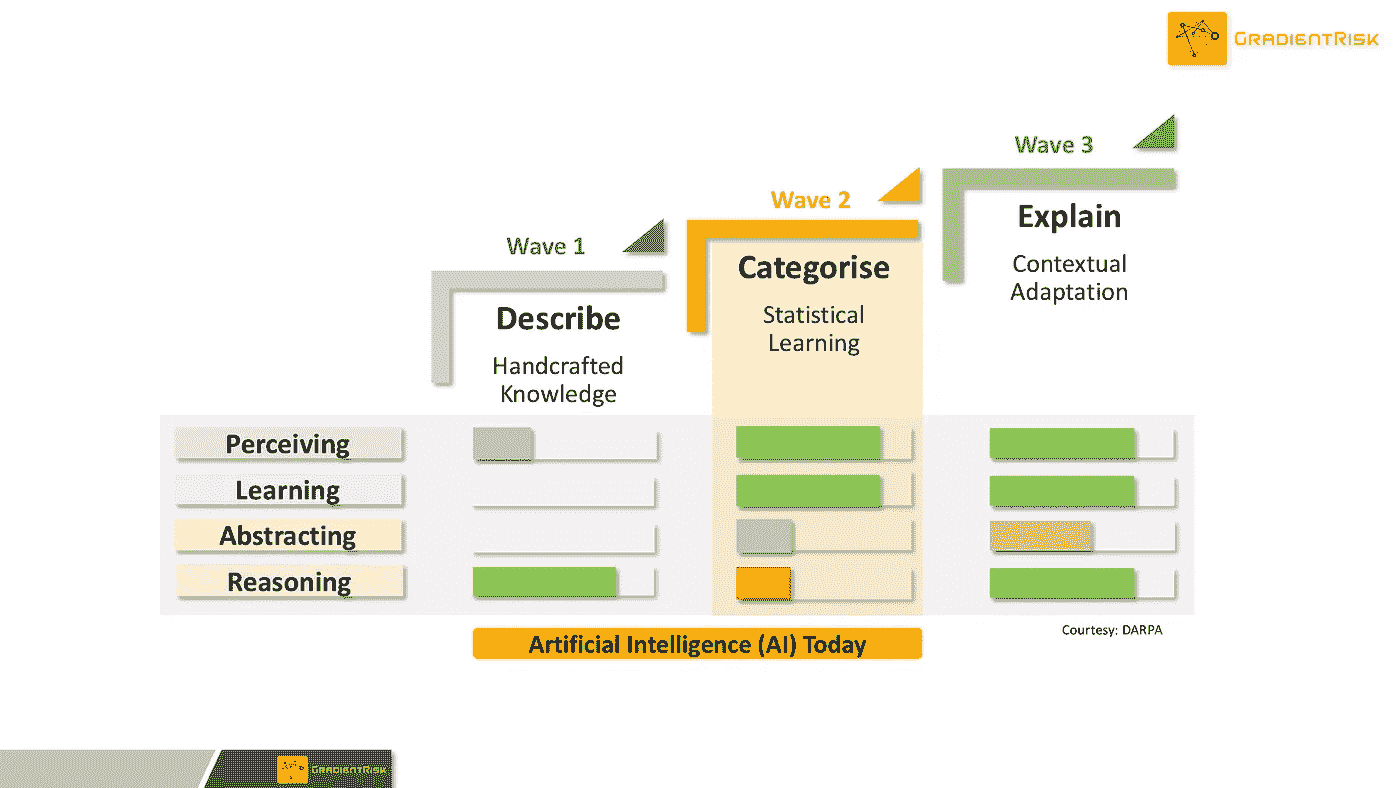 GRADIENTRISK
Wave 3
Explain
Contextual
Adaptation
Wave 2
Categorise
Statistical
Learning
Wave 1
Describe
Handcrafted
Knowledge
Perceiving
Learning
Abstracting
Reasoning
Courtesy: DARPA
Artificial Intelligence (AI) Today
GRADIENTRISK